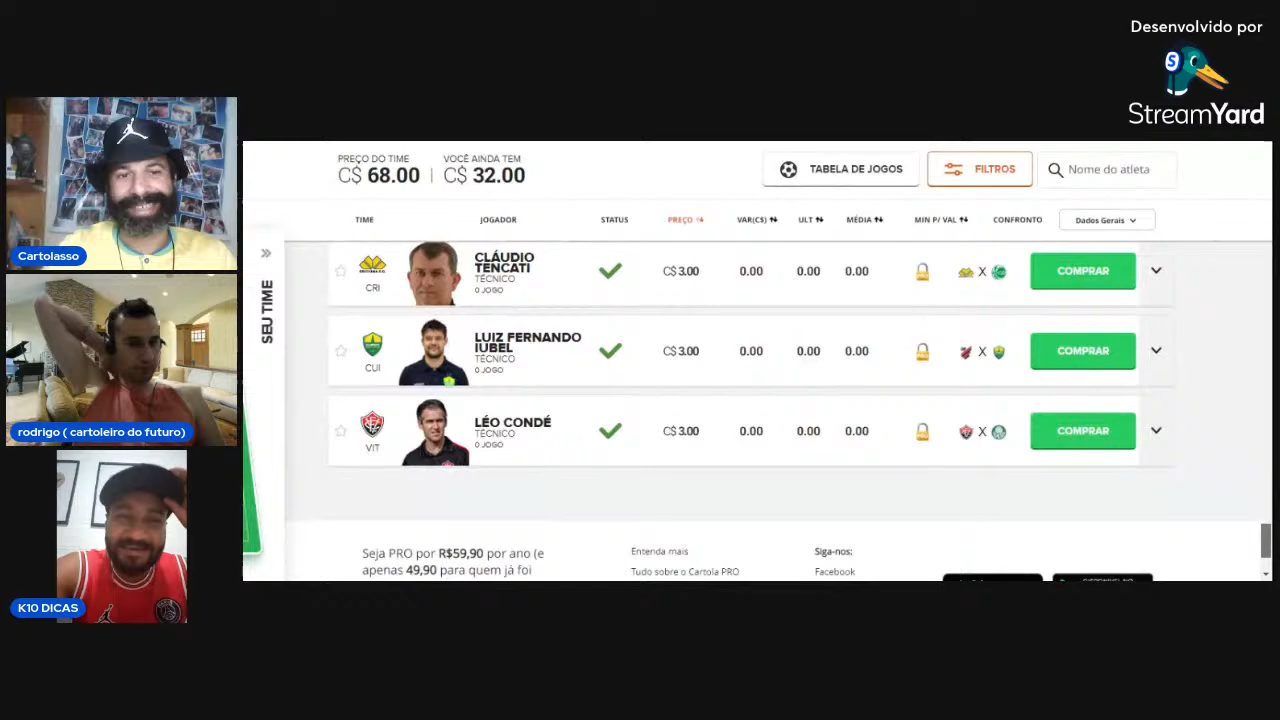 Desenvolvido por
StreamYard
Cartolasso
rodrigo ( cartoleiro do futuro)
K10 DICAS
PREÇO DO TIME
C$ 68.00
VOCÊ AINDA TEM
C$ 32.00
TABELA DE JOGOS
FILTROS
Nome do atleta
TIME JOGADOR STATUS PREÇO VAR(C$) ULT MÉDIA MIN P/ VAL CONFRONTO Dados Gerais
SEU TIME
CRI
CLÁUDIO TENCATI
TÉCNICO
0 JOGO
C$ 3.00 0.00 0.00 0.00 X COMPRAR
CUI
LUIZ FERNANDO IUBEL
TÉCNICO
0 JOGO
C$ 3.00 0.00 0.00 0.00 X COMPRAR
VIT
LÉO CONDÉ
TÉCNICO
0 JOGO
C$ 3.00 0.00 0.00 0.00 X COMPRAR
Seja PRO por R$59,90 por ano (e
apenas 49,90 para quem já foi
Entenda mais
Tudo sobre o Cartola PRO
Siga-nos:
Facebook